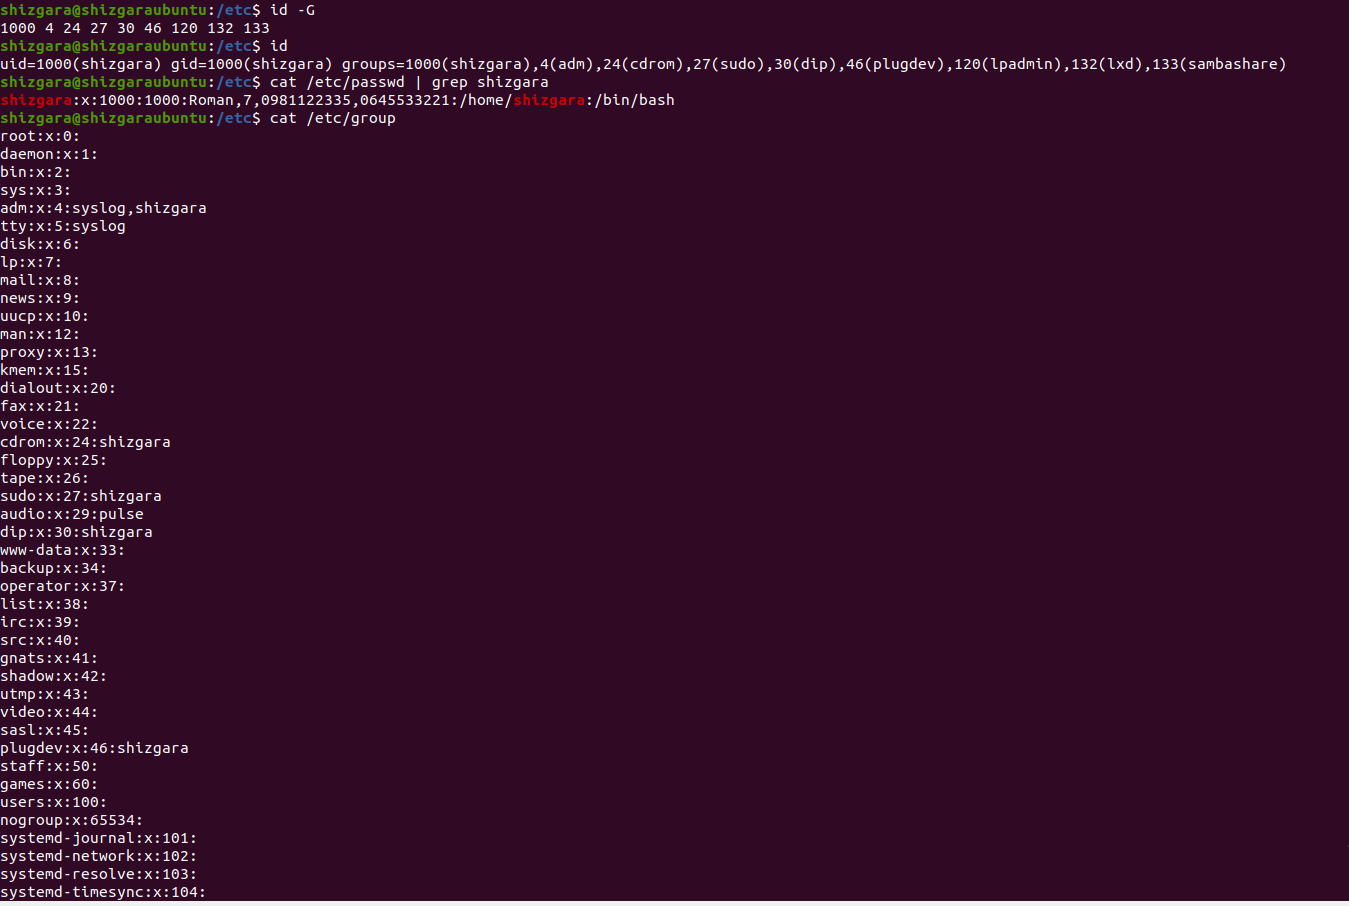 shizgara@shizgaraubuntu:/etc$ id -G
1000 4 24 27 30 46 120 132 133
shizgara@shizgaraubuntu:/etc$ id
uid=1000(shizgara) gid=1000(shizgara) groups=1000(shizgara),4(adm),24(cdrom),27(sudo),30(dip),46(plugdev),120(lpadmin),132(lxd),133(sambashare)
shizgara@shizgaraubuntu:/etc$ cat /etc/passwd | grep shizgara
shizgara:x:1000:1000:Roman,7,0981122335,0645533221:/home/shizgara:/bin/bash
shizgara@shizgaraubuntu:/etc$ cat /etc/group
root:x:0:
daemon:x:1:
bin:x:2:
sys:x:3:
adm:x:4:syslog,shizgara
tty:x:5:syslog
disk:x:6:
lp:x:7:
mail:x:8:
news:x:9:
uucp:x:10:
man:x:12:
proxy:x:13:
kmem:x:15:
dialout:x:20:
fax:x:21:
voice:x:22:
cdrom:x:24:shizgara
floppy:x:25:
tape:x:26:
sudo:x:27:shizgara
audio:x:29:pulse
dip:x:30:shizgara
www-data:x:33:
backup:x:34:
operator:x:37:
list:x:38:
irc:x:39:
src:x:40:
gnats:x:41:
shadow:x:42:
utmp:x:43:
video:x:44:
sasl:x:45:
plugdev:x:46:shizgara
staff:x:50:
games:x:60:
users:x:100:
nogroup:x:65534:
systemd-journal:x:101:
systemd-network:x:102:
systemd-resolve:x:103:
systemd-timesync:x:104: